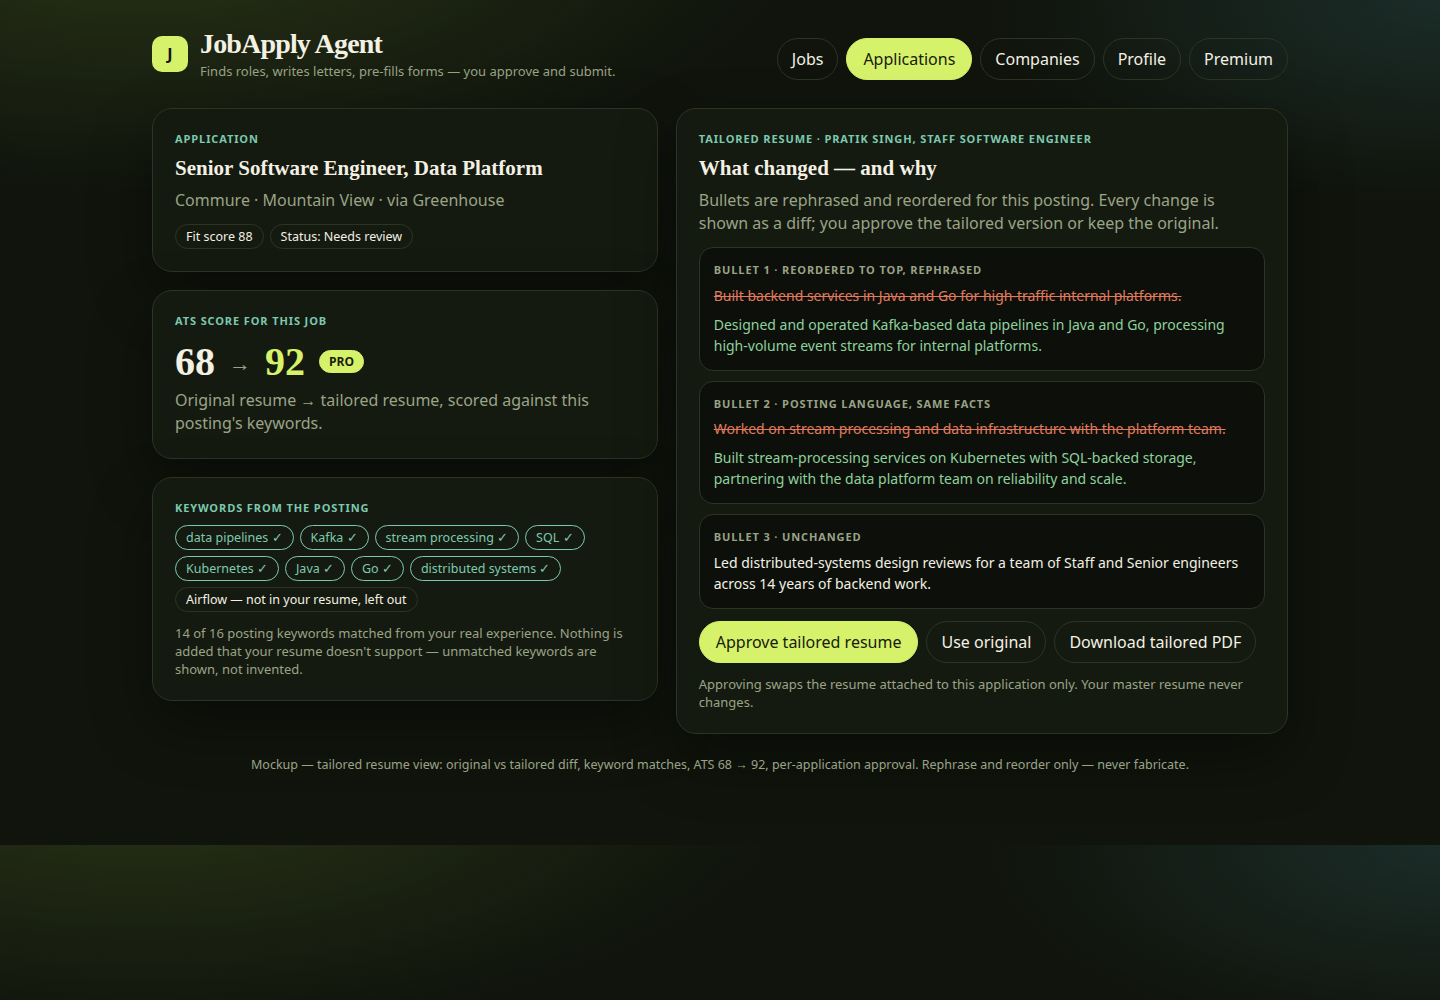 J
JobApply Agent
Finds roles, writes letters, pre-fills forms — you approve and submit.
Jobs
Applications
Companies
Profile
Premium
APPLICATION
Senior Software Engineer, Data Platform
Commure · Mountain View · via Greenhouse
Fit score 88
Status: Needs review
ATS SCORE FOR THIS JOB
68 → 92 PRO
Original resume → tailored resume, scored against this
posting's keywords.
KEYWORDS FROM THE POSTING
data pipelines ✓ Kafka ✓ stream processing ✓ SQL ✓
Kubernetes ✓ Java ✓ Go ✓ distributed systems ✓
Airflow — not in your resume, left out
14 of 16 posting keywords matched from your real experience. Nothing is
added that your resume doesn't support — unmatched keywords are
shown, not invented.
TAILORED RESUME · PRATIK SINGH, STAFF SOFTWARE ENGINEER
What changed — and why
Bullets are rephrased and reordered for this posting. Every change is
shown as a diff; you approve the tailored version or keep the original.
BULLET 1 · REORDERED TO TOP, REPHRASED
Built backend services in Java and Go for high-traffic internal platforms.
Designed and operated Kafka-based data pipelines in Java and Go, processing
high-volume event streams for internal platforms.
BULLET 2 · POSTING LANGUAGE, SAME FACTS
Worked on stream processing and data infrastructure with the platform team.
Built stream-processing services on Kubernetes with SQL-backed storage,
partnering with the data platform team on reliability and scale.
BULLET 3 · UNCHANGED
Led distributed-systems design reviews for a team of Staff and Senior engineers
across 14 years of backend work.
Approve tailored resume
Use original
Download tailored PDF
Approving swaps the resume attached to this application only. Your master resume never
changes.
Mockup — tailored resume view: original vs tailored diff, keyword matches, ATS 68 → 92, per-application approval. Rephrase and reorder only — never fabricate.